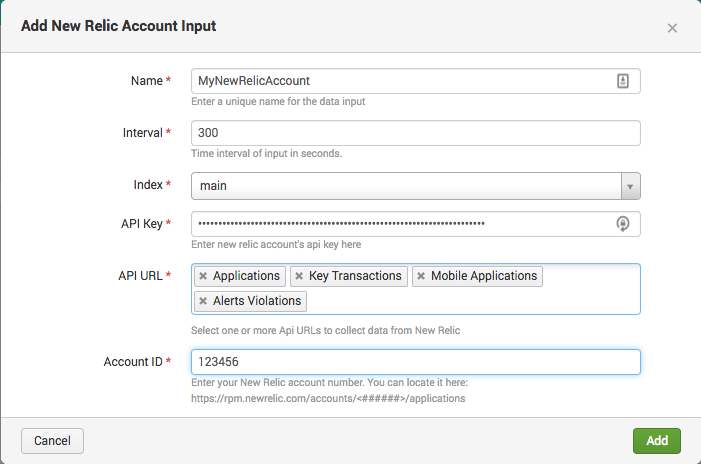 Add New Relic Account Input
×
Name *
MyNewRelicAccount
Enter a unique name for the data input
Interval *
300
Time interval of input in seconds.
Index *
main
API Key *
••••••••••••••••••••••••••••••••••••••••••••••••••••••••••••••••••••••
Enter new relic account's api key here
API URL *
× Applications × Key Transactions × Mobile Applications
× Alerts Violations
Select one or more Api URLs to collect data from New Relic
Account ID *
123456
Enter your New Relic account number. You can locate it here:
https://rpm.newrelic.com/accounts/<######>/applications
Cancel
Add